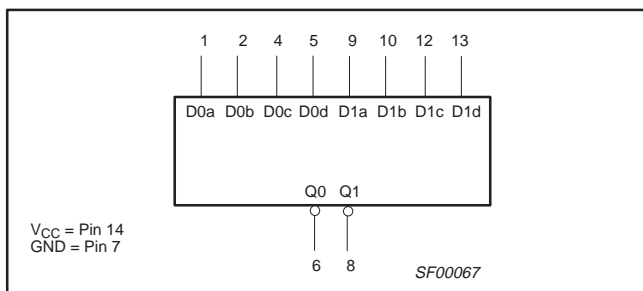 1 2 4 5 9 10 12 13
D0a D0b D0c D0d D1a D1b D1c D1d
Q0 Q1
VCC = Pin 14
GND = Pin 7
6 8
SF00067